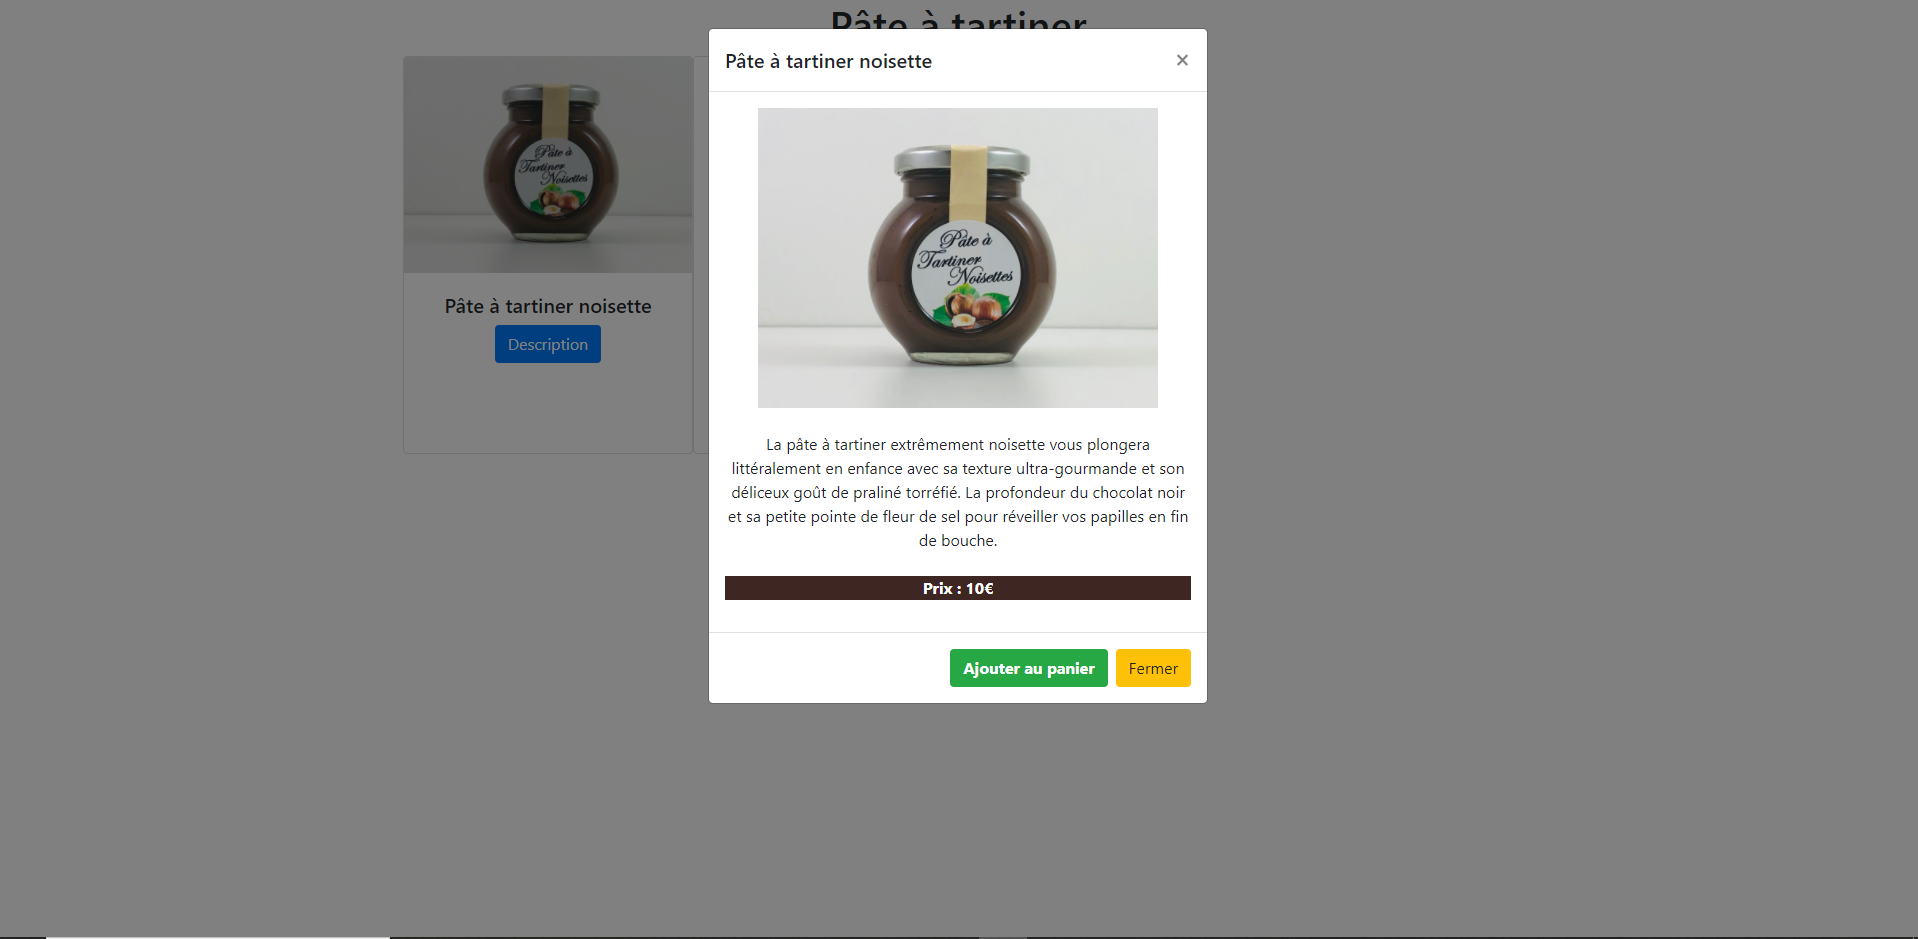 Pâte à tartiner
Pâte à tartiner noisette
×
Pâte à
Tartiner
Noisettes
Pâte à
Tartiner
Noisettes
Pâte à tartiner noisette
Description
La pâte à tartiner extrêmement noisette vous plongera
littéralement en enfance avec sa texture ultra-gourmande et son
déliceux goût de praliné torréfié. La profondeur du chocolat noir
et sa petite pointe de fleur de sel pour réveiller vos papilles en fin
de bouche.
Prix : 10€
Ajouter au panier
Fermer